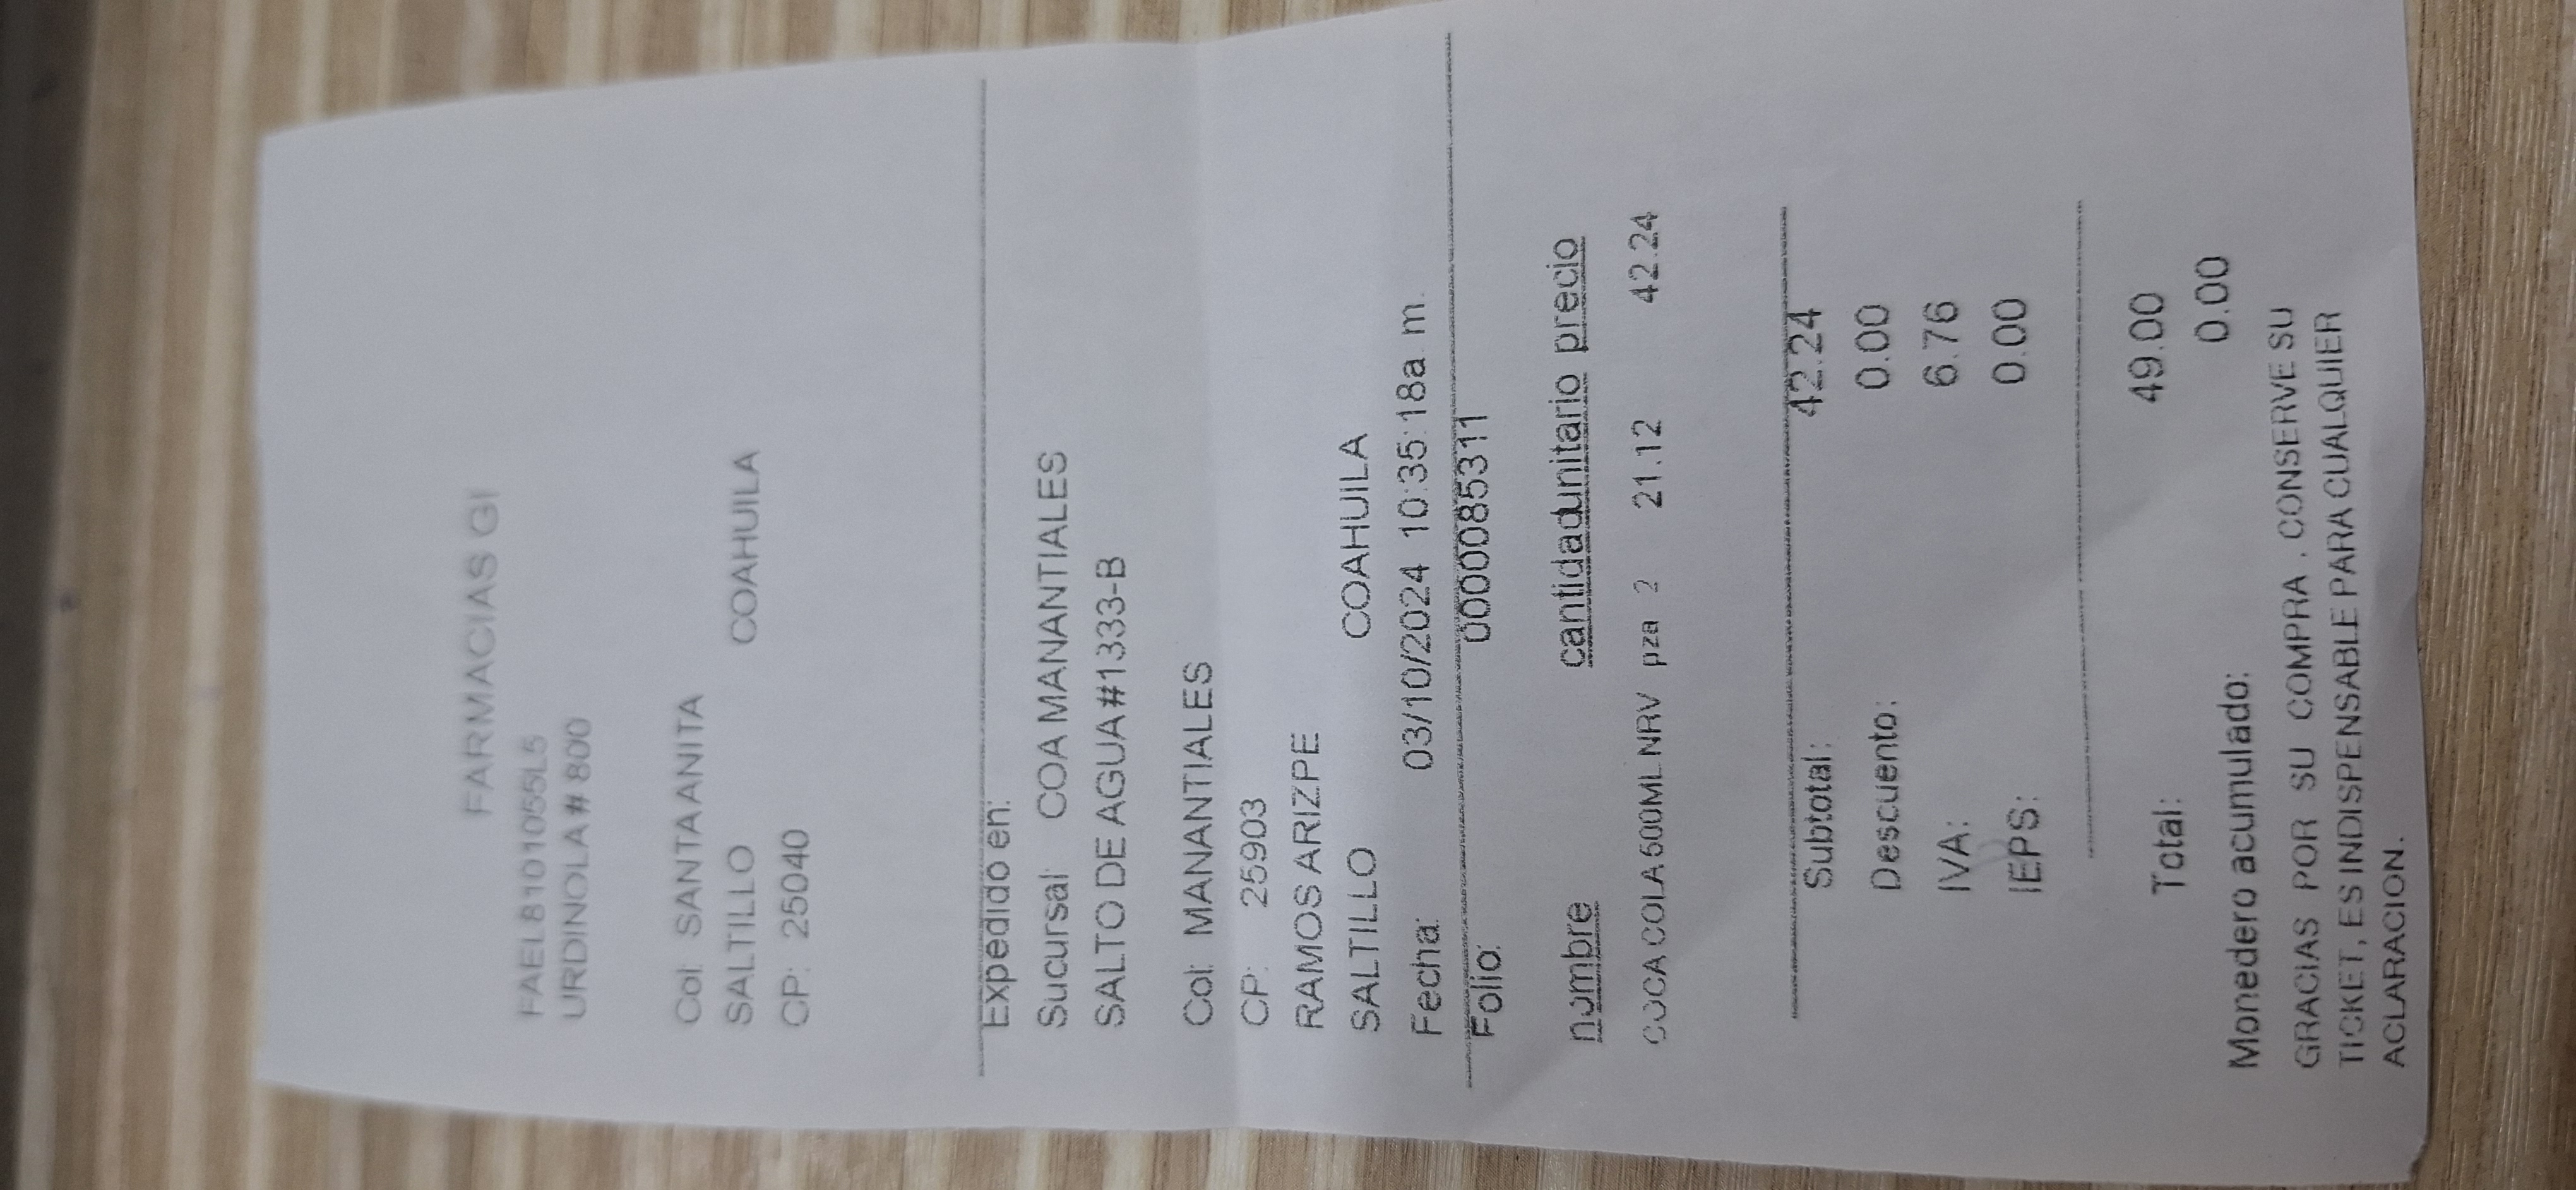 FARMACIAS GI
FAEL8101055L5
URDINOLA # 800
Col: SANTA ANITA
SALTILLO COAHUILA
CP: 25040
Expedido en:
Sucursal: COA MANANTIALES
SALTO DE AGUA #1333-B
Col: MANANTIALES
CP: 25903
RAMOS ARIZPE
SALTILLO COAHUILA
Fecha: 03/10/2024 10:35:18a. m.
Folio: 0000085311
nombre cantidad unitario precio
COCA COLA 600ML NRV pza 2 21.12 42.24
Subtotal: 42.24
Descuento: 0.00
IVA: 6.76
IEPS: 0.00
Total: 49.00
Monedero acumulado: 0.00
GRACIAS POR SU COMPRA . CONSERVE SU
TICKET, ES INDISPENSABLE PARA CUALQUIER
ACLARACION.